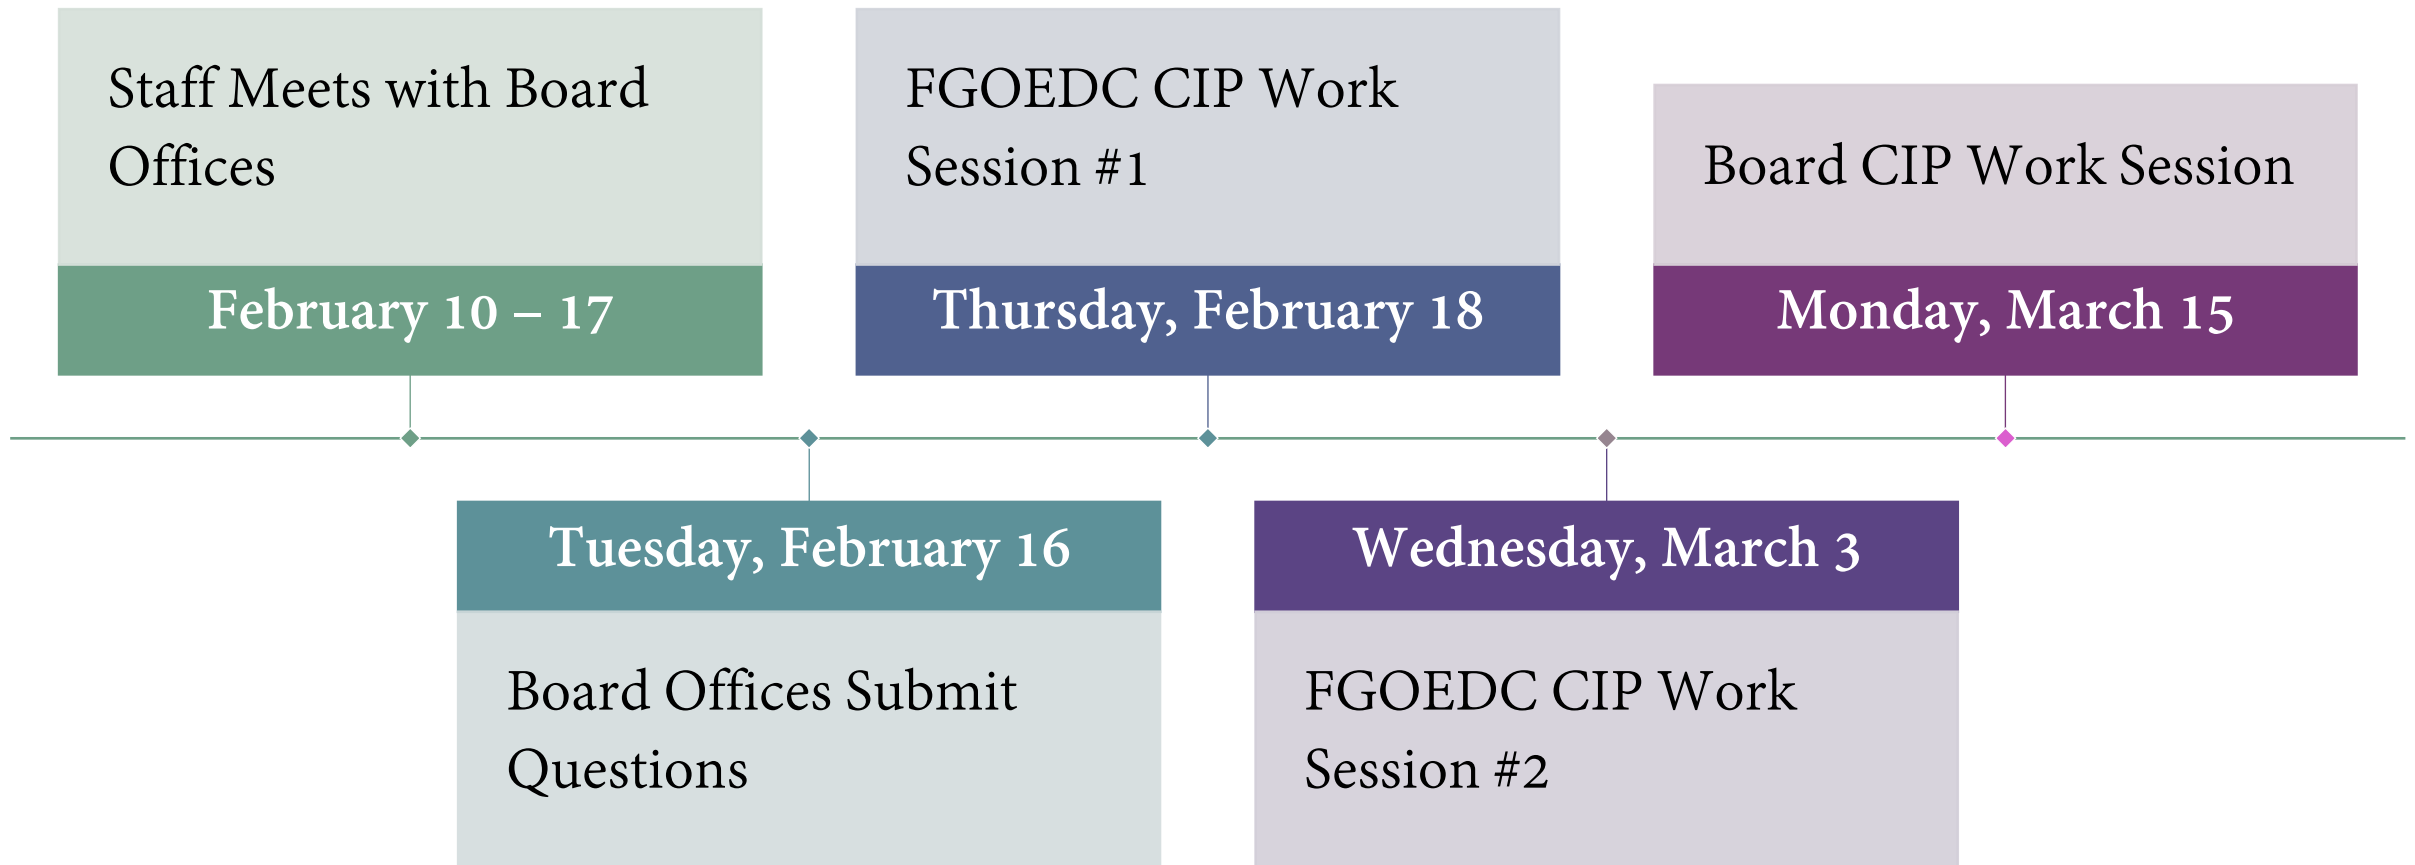 Staff Meets with Board
Offices
February 10 – 17
Tuesday, February 16
Board Offices Submit
Questions
FGOEDC CIP Work
Session #1
Thursday, February 18
Wednesday, March 3
FGOEDC CIP Work
Session #2
Board CIP Work Session
Monday, March 15